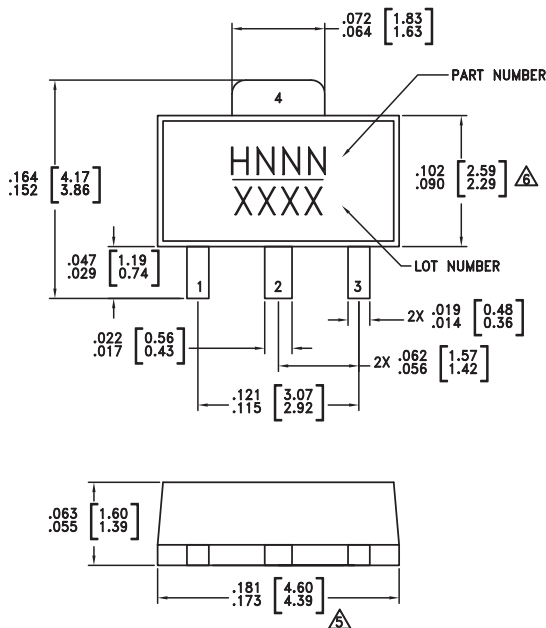 .072 [1.83]
.064 [1.63]
PART NUMBER
4
.164 [4.17]
.152 [3.86]
HNNN
XXXX
.102 [2.59]
.090 [2.29] 6
.047 [1.19]
.029 [0.74]
LOT NUMBER
1 2 3
2X .019 [0.48]
.014 [0.36]
.022 [0.56]
.017 [0.43]
2X .062 [1.57]
.056 [1.42]
.121 [3.07]
.115 [2.92]
.063 [1.60]
.055 [1.39]
.181 [4.60]
.173 [4.39]
5